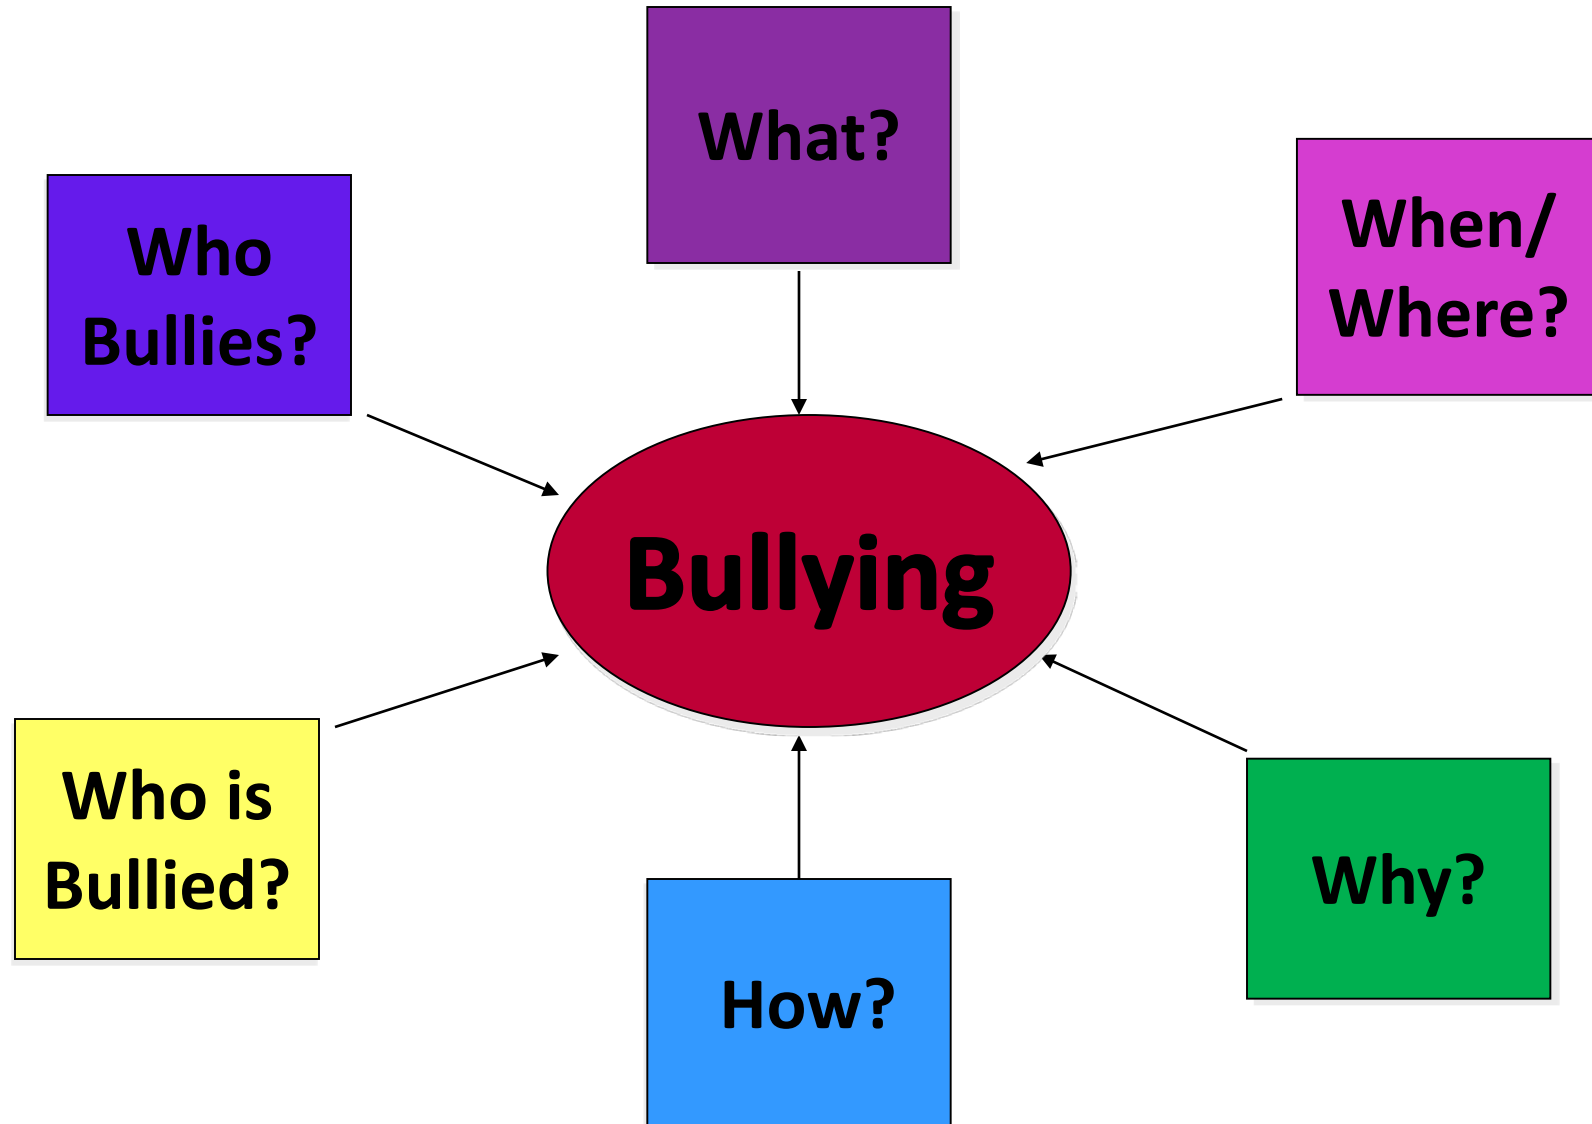 What?
Who
Bullies?
When/
Where?
Bullying
Who is
Bullied?
Why?
How?